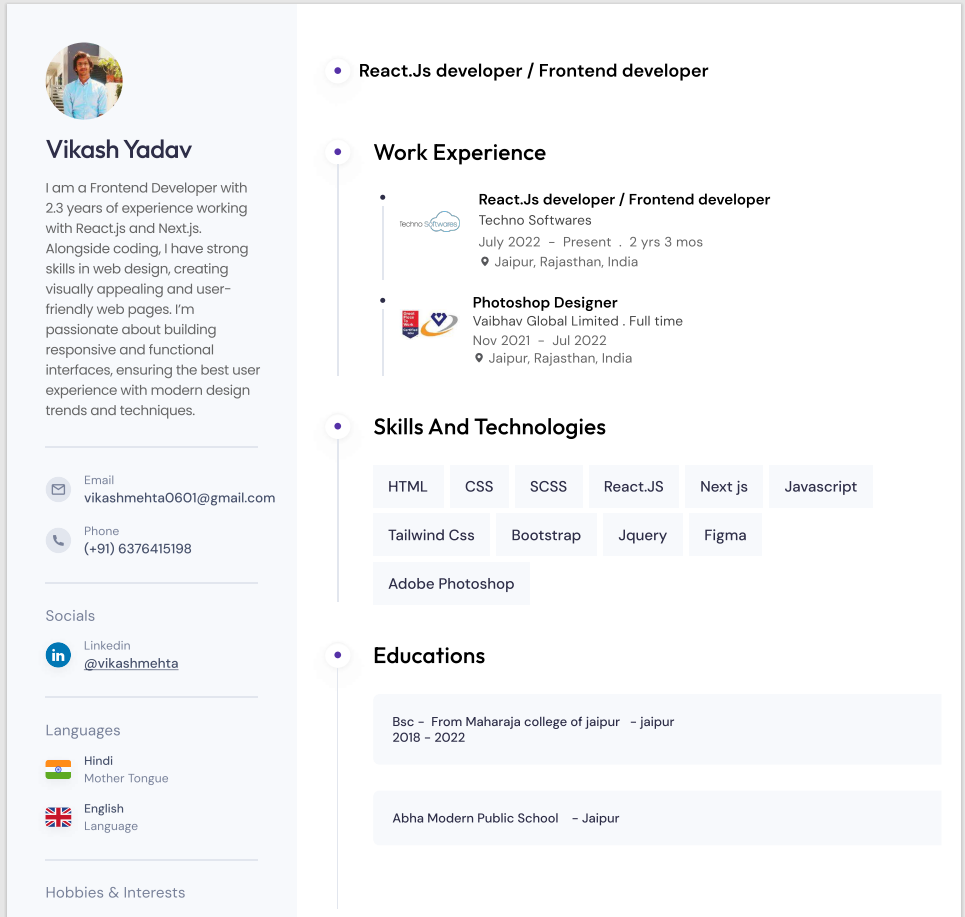 Vikash Yadav
I am a Frontend Developer with
2.3 years of experience working
with React.js and Next.js.
Alongside coding, I have strong
skills in web design, creating
visually appealing and user-
friendly web pages. I’m
passionate about building
responsive and functional
interfaces, ensuring the best user
experience with modern design
trends and techniques.
Email
vikashmehta0601@gmail.com
Phone
(+91) 6376415198
Socials
in
Linkedin
@vikashmehta
Languages
Hindi
Mother Tongue
English
Language
Hobbies & Interests
React.Js developer / Frontend developer
Work Experience
Techno Softwares
React.Js developer / Frontend developer
Techno Softwares
July 2022 - Present . 2 yrs 3 mos
Jaipur, Rajasthan, India
Great
Place
To
Work
Photoshop Designer
Vaibhav Global Limited . Full time
Nov 2021 - Jul 2022
Jaipur, Rajasthan, India
Skills And Technologies
HTML CSS SCSS React.JS Next js Javascript
Tailwind Css Bootstrap Jquery Figma
Adobe Photoshop
Educations
Bsc - From Maharaja college of jaipur - jaipur
2018 - 2022
Abha Modern Public School - Jaipur